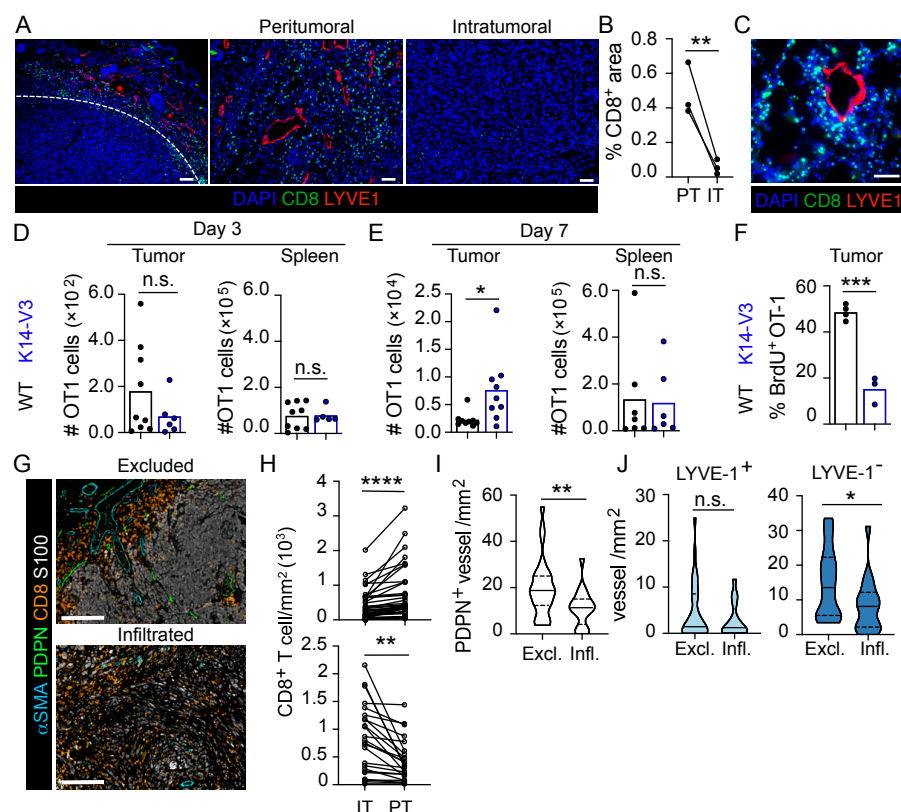 A
Peritumoral
Intratumoral
DAPI CD8 LYVE1
B
**
% CD8⁺ area
0.8
0.6
0.4
0.2
0.0
PT IT
C
DAPI CD8 LYVE1
D
Day 3
Tumor
Spleen
WT K14-V3
# OT1 cells (×10²)
6.0
4.0
2.0
0.0
n.s.
#OT1 cells (×10⁵)
6.0
4.0
2.0
0.0
n.s.
E
Day 7
Tumor
Spleen
# OT1 cells (×10⁴)
2.5
2.0
1.5
1.0
0.5
0.0
*
#OT1 cells (×10⁵)
6.0
4.0
2.0
0.0
n.s.
F
Tumor
WT K14-V3
% BrdU⁺ OT-1
60
40
20
0
***
G
Excluded
Infiltrated
αSMA PDPN CD8 S100
H
****
CD8⁺ T cell/mm² (10³)
4
3
2
1
0
**
2.5
2.0
1.5
1.0
0.5
0
IT PT
I
**
PDPN⁺ vessel /mm²
60
40
20
0
Excl. Infl.
J
LYVE-1⁺
n.s.
vessel /mm²
30
20
10
0
Excl. Infl.
LYVE-1⁻
*
40
30
20
10
0
Excl. Infl.